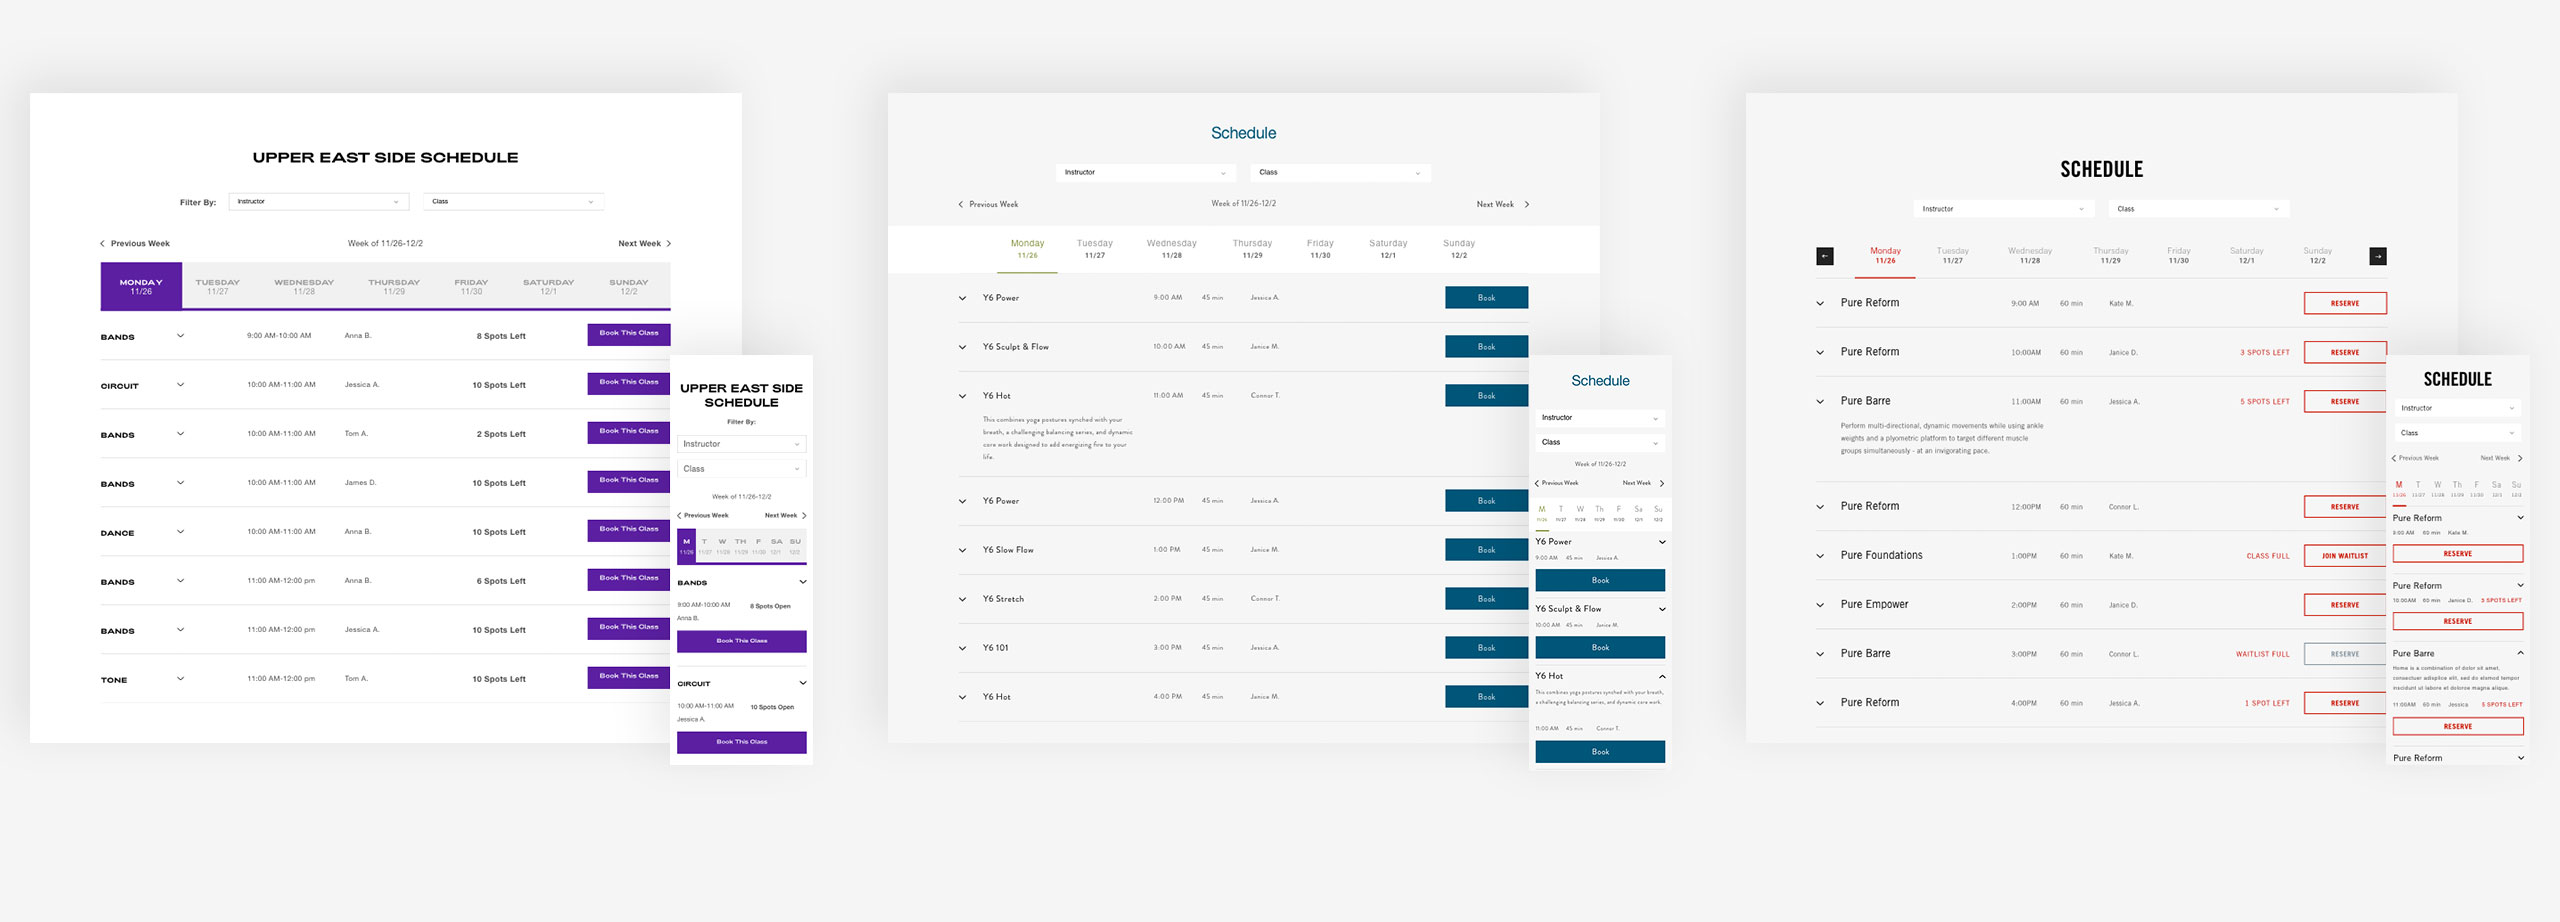 UPPER EAST SIDE SCHEDULE
Filter By: Instructor Class
Previous Week Week of 11/26-12/2 Next Week
MONDAY TUESDAY WEDNESDAY THURSDAY FRIDAY SATURDAY SUNDAY
11/26 11/27 11/28 11/29 11/30 12/1 12/2
BANDS 9:00 AM-10:00 AM Anna B. 8 Spots Left Book This Class
CIRCUIT 10:00 AM-11:00 AM Jessica A. 10 Spots Left Book This Class
BANDS 10:00 AM-11:00 AM Tom A. 2 Spots Left Book This Class
BANDS 10:00 AM-11:00 AM James D. 10 Spots Left Book This Class
DANCE 10:00 AM-11:00 AM Anna B. 10 Spots Left Book This Class
BANDS 11:00 AM-12:00 pm Anna B. 6 Spots Left Book This Class
BANDS 11:00 AM-12:00 pm Jessica A. 10 Spots Left Book This Class
TONE 11:00 AM-12:00 pm Tom A. 10 Spots Left Book This Class
UPPER EAST SIDE
SCHEDULE
Filter By:
Instructor
Class
Week of 11/26-12/2
Previous Week Next Week
M T W TH F SA SU
11/26 11/27 11/28 11/29 11/30 12/1 12/2
BANDS
9:00 AM-10:00 AM 8 Spots Open
Anna B.
Book This Class
CIRCUIT
10:00 AM-11:00 AM 10 Spots Open
Jessica A.
Book This Class
Schedule
Instructor Class
Previous Week Week of 11/26-12/2 Next Week
Monday Tuesday Wednesday Thursday Friday Saturday Sunday
11/26 11/27 11/28 11/29 11/30 12/1 12/2
Y6 Power 9:00 AM 45 min Jessica A. Book
Y6 Sculpt & Flow 10:00 AM 45 min Janice M. Book
Y6 Hot 11:00 AM 45 min Connor T. Book
This combines yoga postures synched with your
breath, a challenging balancing series, and dynamic
core work designed to add energizing fire to your
life.
Y6 Power 12:00 PM 45 min Jessica A. Book
Y6 Slow Flow 1:00 PM 45 min Janice M. Book
Y6 Stretch 2:00 PM 45 min Connor T. Book
Y6 101 3:00 PM 45 min Jessica A. Book
Y6 Hot 4:00 PM 45 min Janice M. Book
Schedule
Instructor
Class
Week of 11/26-12/2
Previous Week Next Week
M T W Th F Sa Su
11/26 11/27 11/28 11/29 11/30 12/1 12/2
Y6 Power
9:00 AM 45 min Jessica A.
Book
Y6 Sculpt & Flow
10:00 AM 45 min Janice M.
Book
Y6 Hot
This combines yoga postures synched with your breath,
a challenging balancing series, and dynamic core work.
11:00 AM 45 min Connor T.
Book
SCHEDULE
Instructor Class
Monday Tuesday Wednesday Thursday Friday Saturday Sunday
11/26 11/27 11/28 11/29 11/30 12/1 12/2
Pure Reform 9:00 AM 60 min Kate M. RESERVE
Pure Reform 10:00AM 60 min Janice D. 3 SPOTS LEFT RESERVE
Pure Barre 11:00AM 60 min Jessica A. 5 SPOTS LEFT RESERVE
Perform multi-directional, dynamic movements while using ankle
weights and a plyometric platform to target different muscle
groups simultaneously - at an invigorating pace.
Pure Reform 12:00PM 60 min Connor L. RESERVE
Pure Foundations 1:00PM 60 min Kate M. CLASS FULL JOIN WAITLIST
Pure Empower 2:00PM 60 min Janice D. RESERVE
Pure Barre 3:00PM 60 min Connor L. WAITLIST FULL RESERVE
Pure Reform 4:00PM 60 min Jessica A. 1 SPOT LEFT RESERVE
SCHEDULE
Instructor
Class
Previous Week Next Week
M T W Th F Sa Su
11/26 11/27 11/28 11/29 11/30 12/1 12/2
Pure Reform
9:00 AM 60 min Kate M.
RESERVE
Pure Reform
10:00AM 60 min Janice D. 3 SPOTS LEFT
RESERVE
Pure Barre
Home is a combination of dolor sit amet,
consectuer adisplice elit, sed do eismod tempor
inscidunt ut labore et dolorce magna alique.
11:00AM 60 min Jessica 5 SPOTS LEFT
RESERVE
Pure Reform